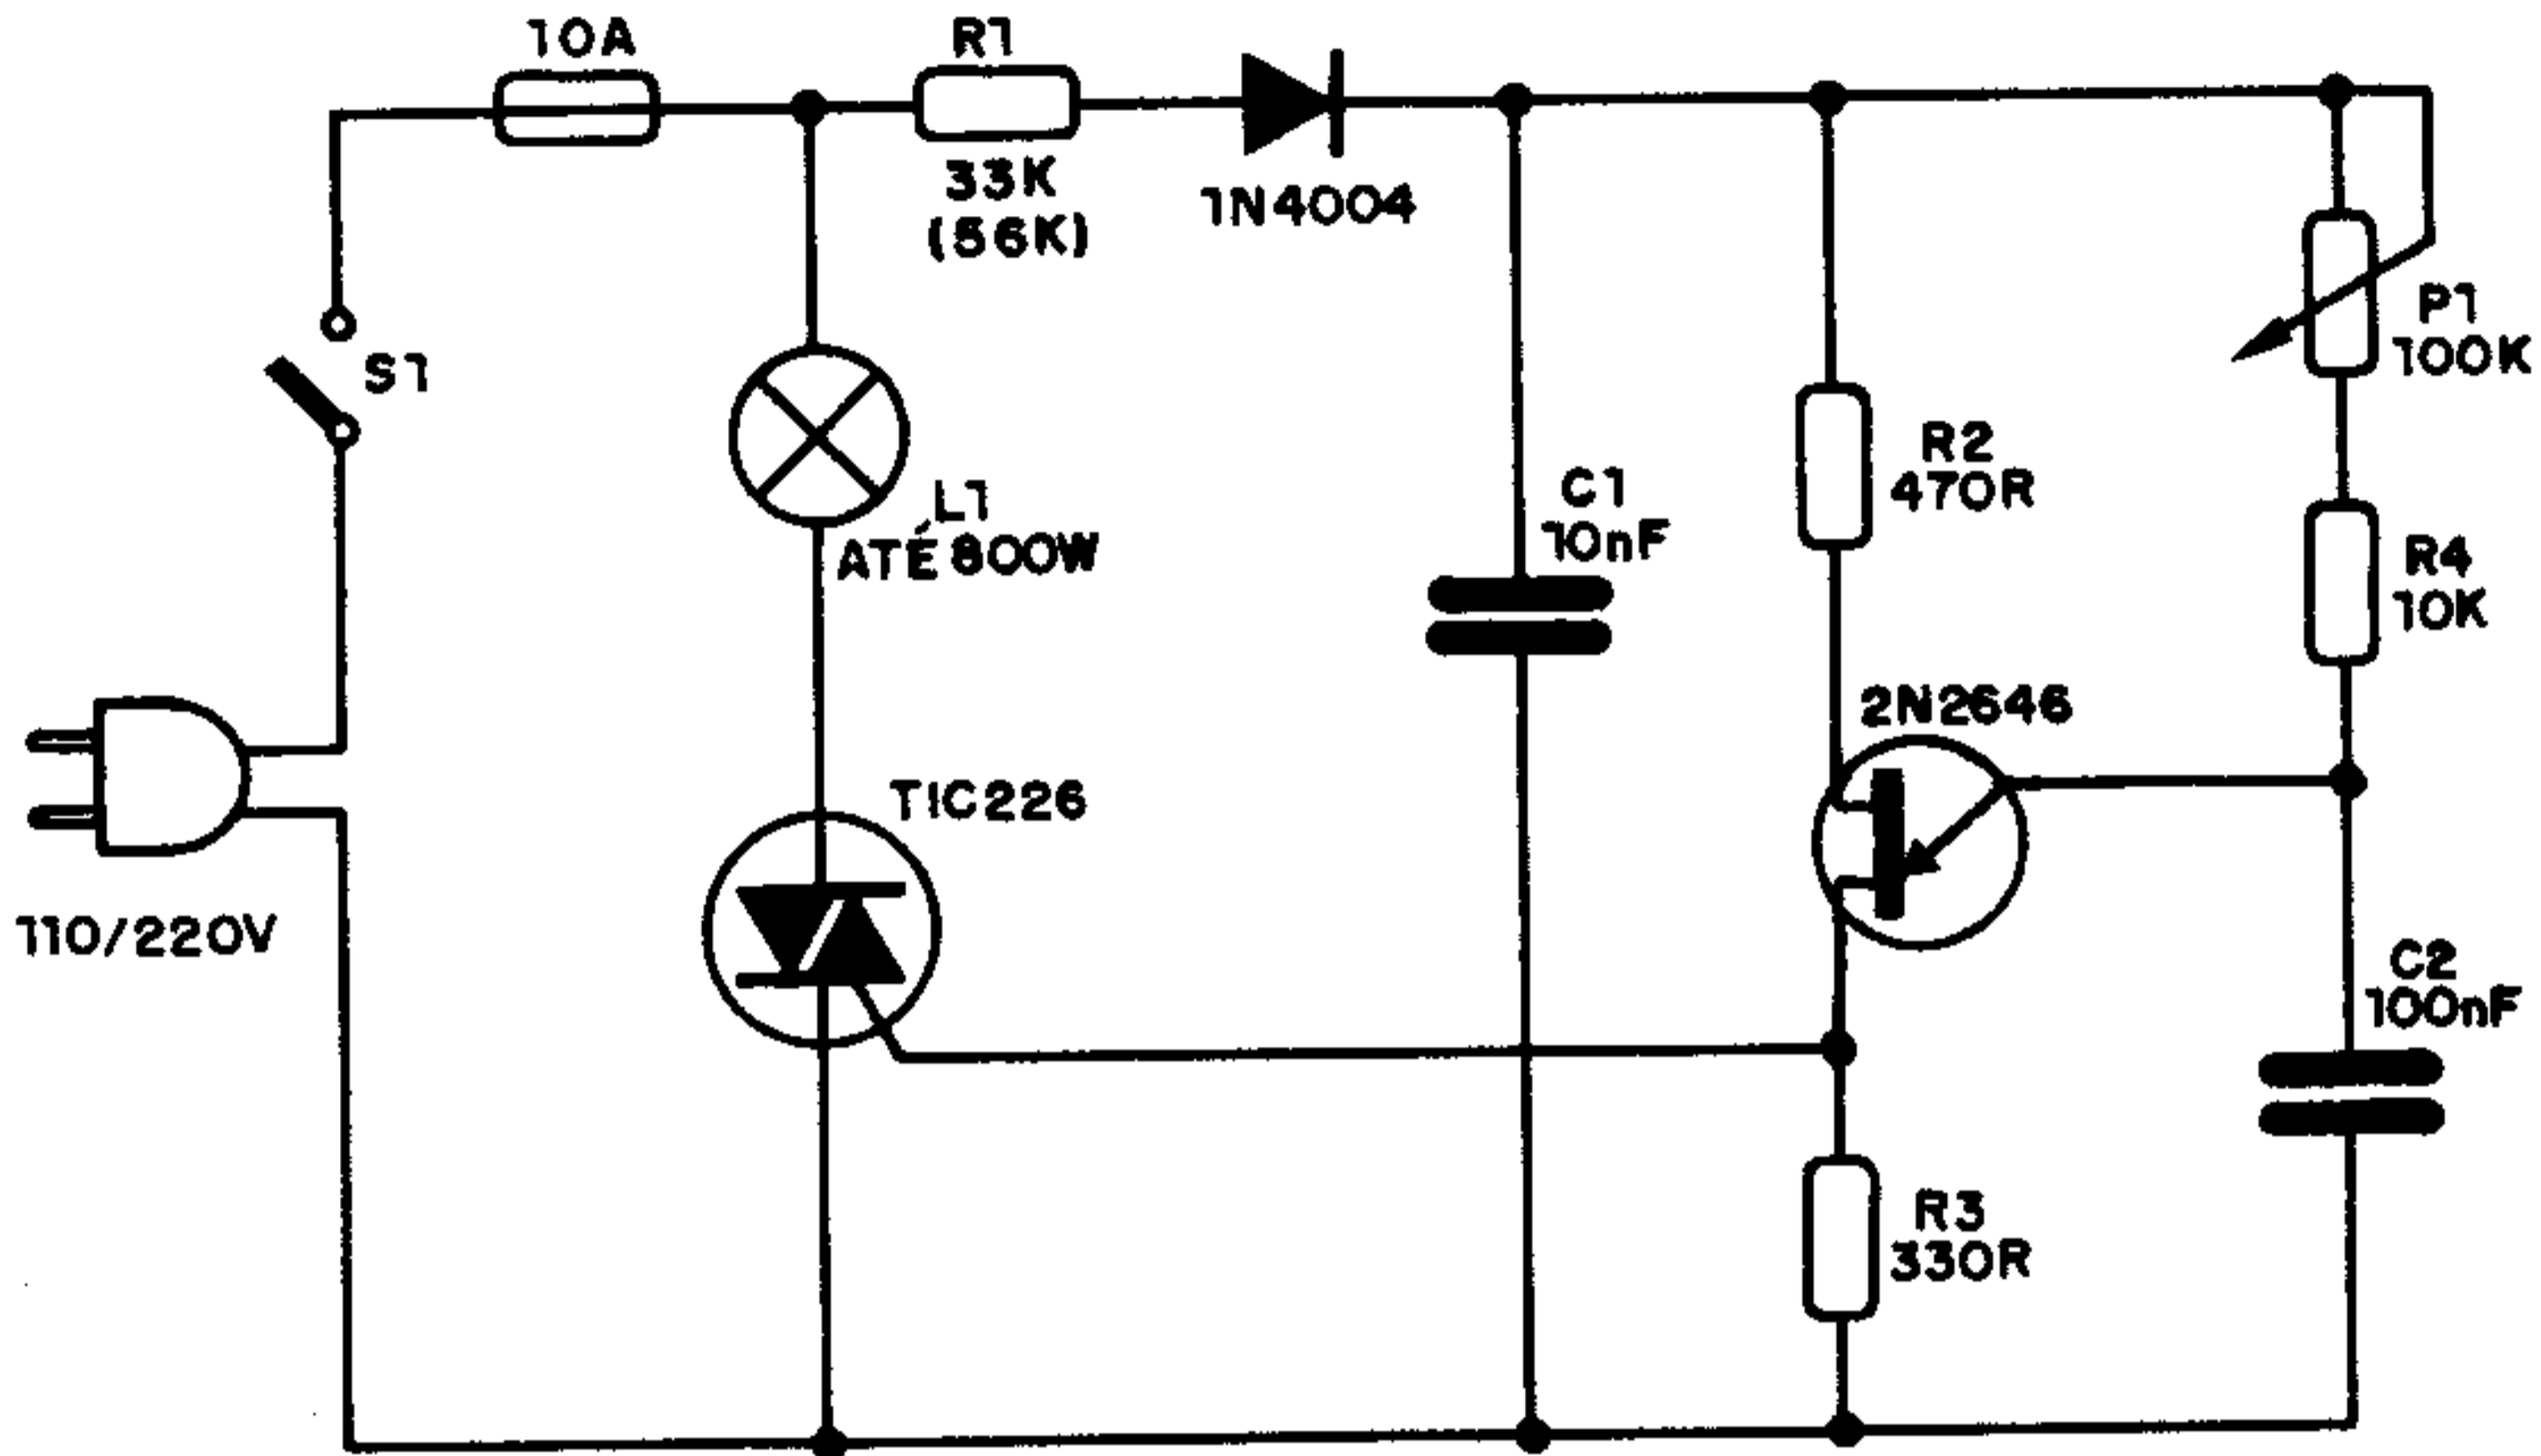 10A
R1
33K
(56K)
1N4004
S1
P1
100K
L1
ATÉ 800W
C1
10nF
R2
470R
R4
10K
2N2646
TIC226
110/220V
C2
100nF
R3
330R